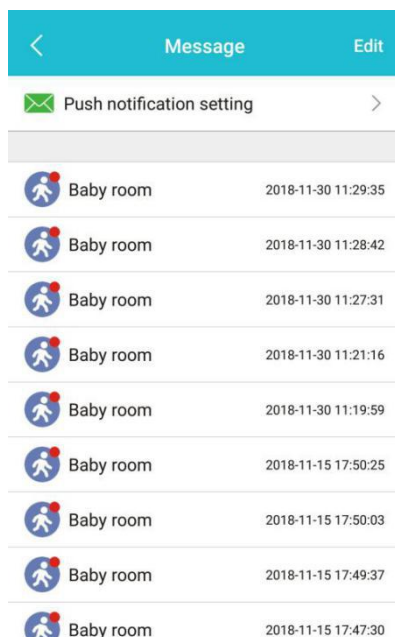 Message Edit
Push notification setting
Baby room 2018-11-30 11:29:35
Baby room 2018-11-30 11:28:42
Baby room 2018-11-30 11:27:31
Baby room 2018-11-30 11:21:16
Baby room 2018-11-30 11:19:59
Baby room 2018-11-15 17:50:25
Baby room 2018-11-15 17:50:03
Baby room 2018-11-15 17:49:37
Baby room 2018-11-15 17:47:30